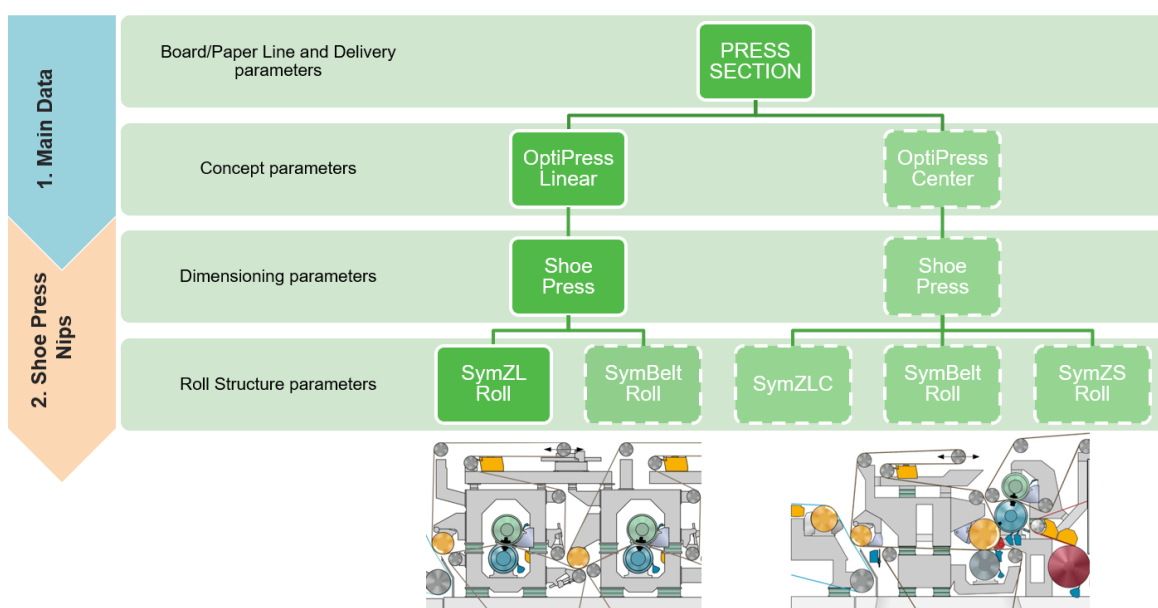 1. Main Data
2. Shoe Press
Nips
Board/Paper Line and Delivery
parameters
PRESS
SECTION
Concept parameters
OptiPress
Linear
OptiPress
Center
Dimensioning parameters
Shoe
Press
Shoe
Press
Roll Structure parameters
SymZL
Roll
SymBelt
Roll
SymZLC
SymBelt
Roll
SymZS
Roll